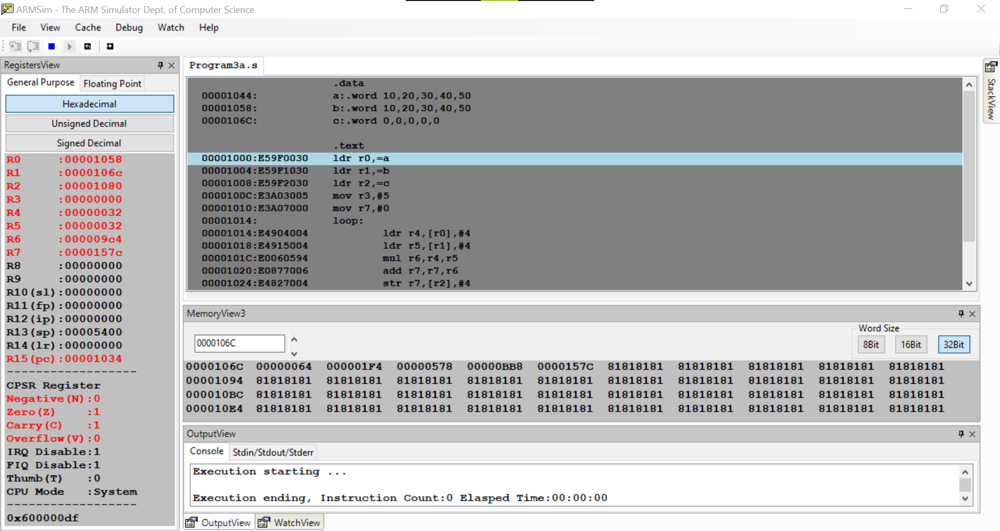 ARMSim - The ARM Simulator Dept. of Computer Science
File View Cache Debug Watch Help
RegistersView
General Purpose Floating Point
Hexadecimal
Unsigned Decimal
Signed Decimal
R0 :00001058
R1 :0000106c
R2 :00001080
R3 :00000000
R4 :00000032
R5 :00000032
R6 :000009c4
R7 :0000157c
R8 :00000000
R9 :00000000
R10(sl):00000000
R11(fp):00000000
R12(ip):00000000
R13(sp):00005400
R14(lr):00000000
R15(pc):00001034
-------------------
CPSR Register
Negative(N):0
Zero(Z) :1
Carry(C) :1
Overflow(V):0
IRQ Disable:1
FIQ Disable:1
Thumb(T) :0
CPU Mode :System
-------------------
0x600000df
Program3a.s
.data
00001044: a:.word 10,20,30,40,50
00001058: b:.word 10,20,30,40,50
0000106C: c:.word 0,0,0,0,0
.text
00001000:E59F0030 ldr r0,=a
00001004:E59F1030 ldr r1,=b
00001008:E59F2030 ldr r2,=c
0000100C:E3A03005 mov r3,#5
00001010:E3A07000 mov r7,#0
00001014: loop:
00001014:E4904004 ldr r4,[r0],#4
00001018:E4915004 ldr r5,[r1],#4
0000101C:E0060594 mul r6,r4,r5
00001020:E0877006 add r7,r7,r6
00001024:E4827004 str r7,[r2],#4
StackView
MemoryView3
0000106C
Word Size
8Bit 16Bit 32Bit
0000106C 00000064 000001F4 00000578 00000BB8 0000157C 81818181 81818181 81818181 81818181 81818181
00001094 81818181 81818181 81818181 81818181 81818181 81818181 81818181 81818181 81818181 81818181
000010BC 81818181 81818181 81818181 81818181 81818181 81818181 81818181 81818181 81818181 81818181
000010E4 81818181 81818181 81818181 81818181 81818181 81818181 81818181 81818181 81818181 81818181
OutputView
Console Stdin/Stdout/Stderr
Execution starting ...
Execution ending, Instruction Count:0 Elasped Time:00:00:00
OutputView WatchView